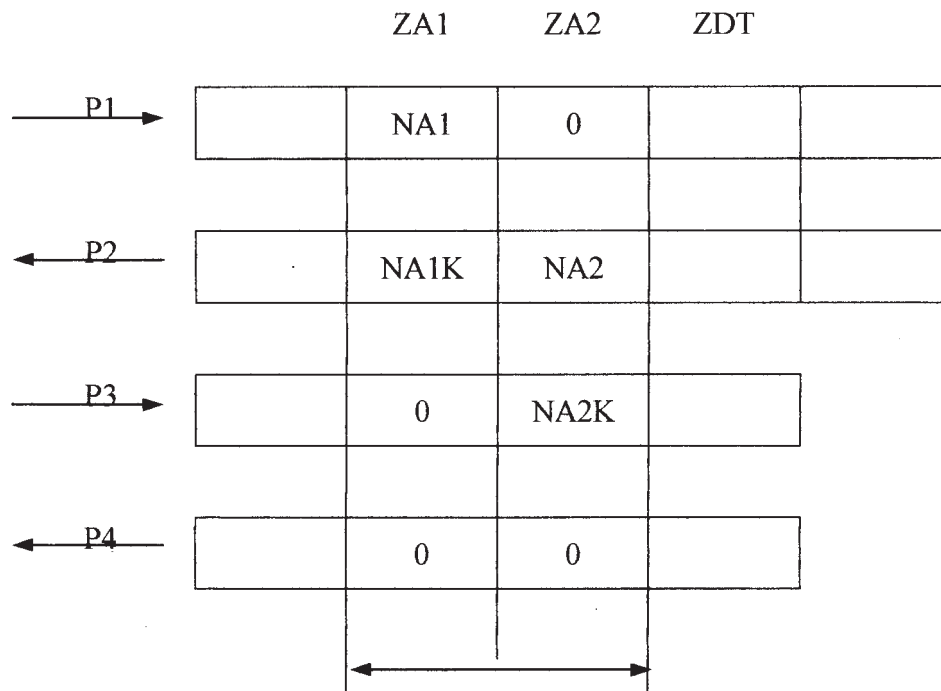 ZA1 ZA2 ZDT
P1 NA1 0
P2 NA1K NA2
P3 0 NA2K
P4 0 0